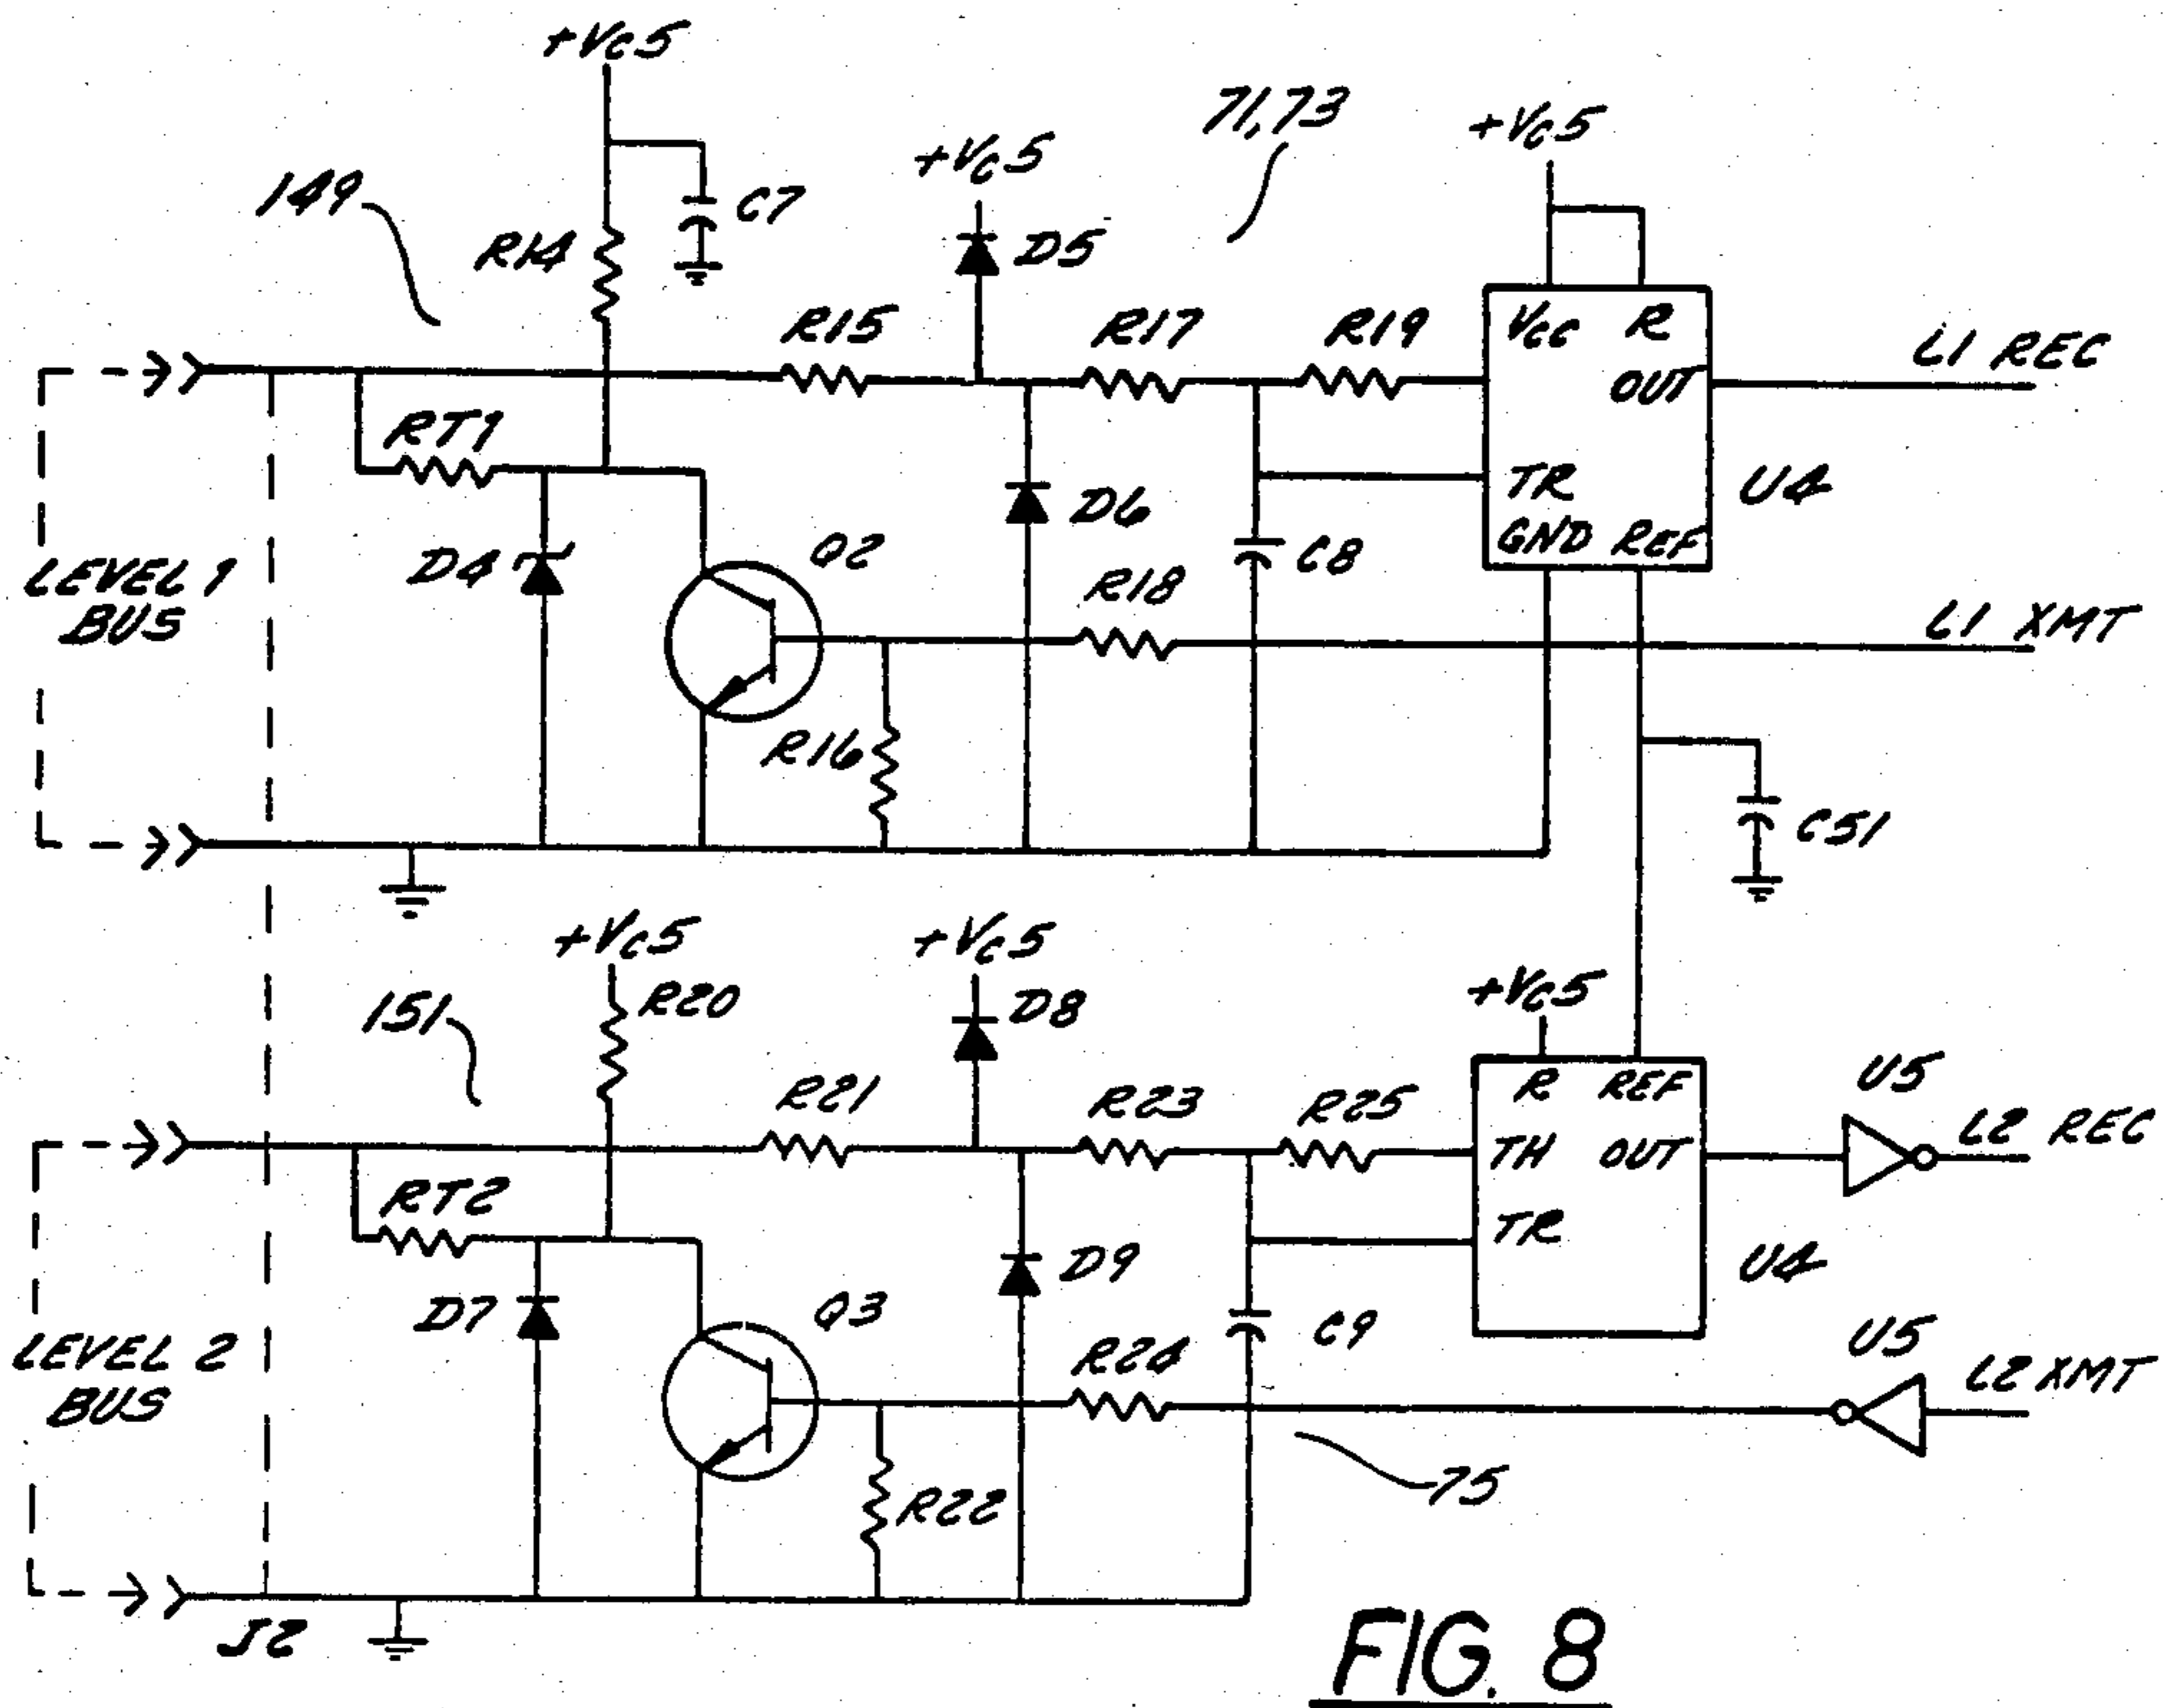 +Vc5
71,73
+Vc5
+Vc5
149
C7
R14
D5
R15
R17
R19
Vcc R
OUT
L1 REC
RT1
TR
U4
D6
GND REF
D4
Q2
C8
LEVEL 1
BUS
R18
L1 XMT
R16
C51
+Vc5
+Vc5
+Vc5
151
R20
D8
R21
R23
R25
R REF
U5
L2 REC
TH OUT
RT2
TR
U4
D7
Q3
D9
C9
U5
LEVEL 2
BUS
R24
L2 XMT
R22
75
J2
FIG. 8